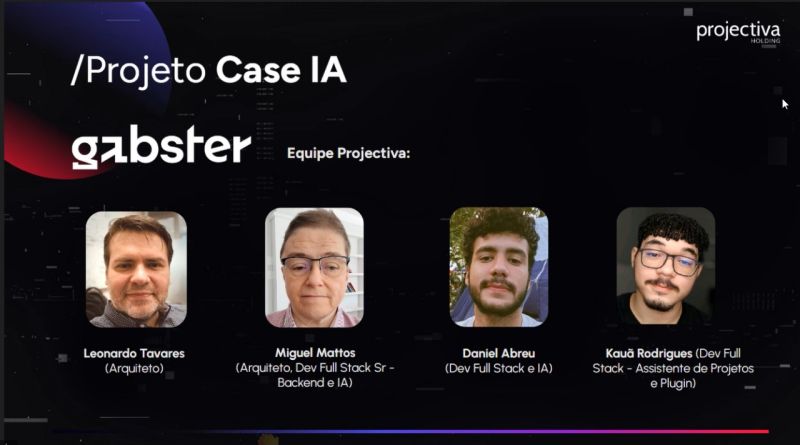 projectiva
HOLDING
/Projeto Case IA
gabster
Equipe Projectiva:
Leonardo Tavares
(Arquiteto)
Miguel Mattos
(Arquiteto, Dev Full Stack Sr -
Backend e IA)
Daniel Abreu
(Dev Full Stack e IA)
Kauã Rodrigues (Dev Full
Stack - Assistente de Projetos
e Plugin)